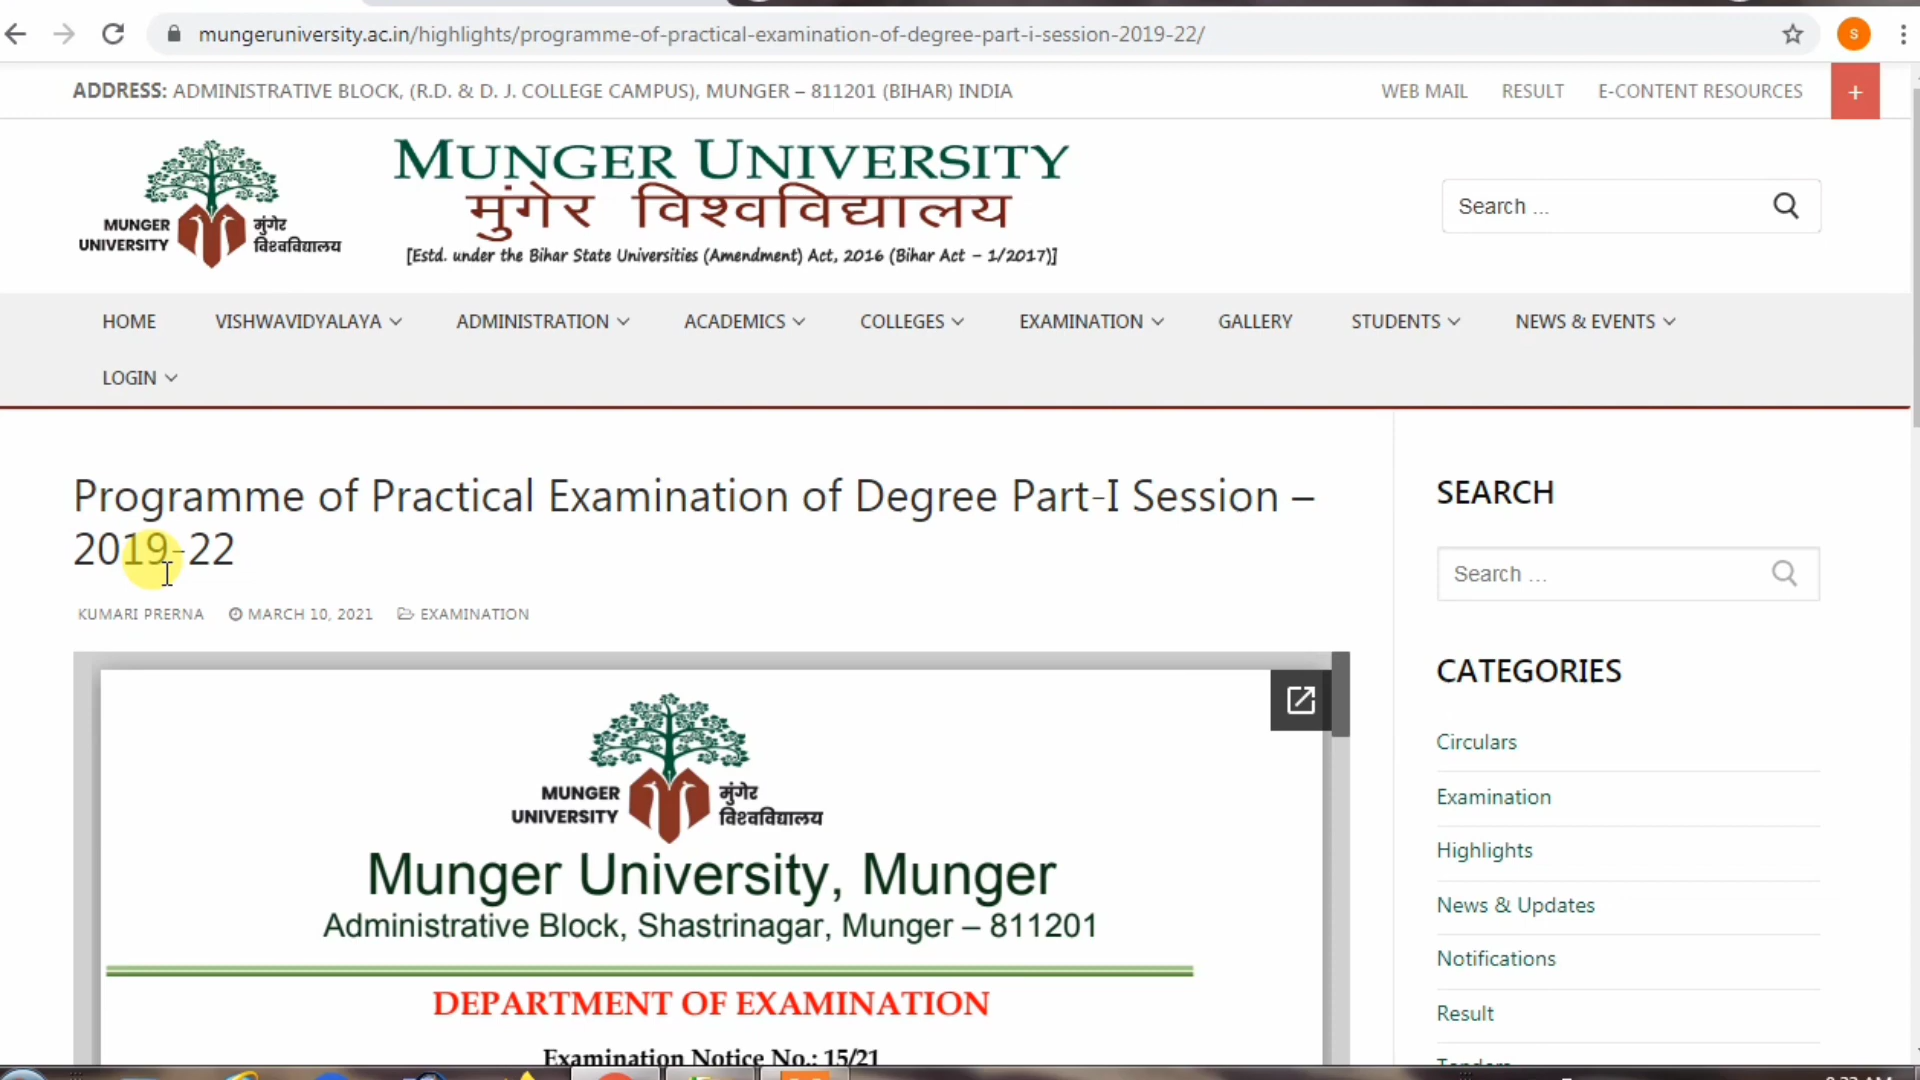 mungeruniversity.ac.in/highlights/programme-of-practical-examination-of-degree-part-i-session-2019-22/
S
ADDRESS: ADMINISTRATIVE BLOCK, (R.D. & D. J. COLLEGE CAMPUS), MUNGER – 811201 (BIHAR) INDIA
WEB MAIL RESULT E-CONTENT RESOURCES +
MUNGER UNIVERSITY
मुंगेर विश्वविद्यालय
MUNGER UNIVERSITY
मुंगेर विश्वविद्यालय
[Estd. under the Bihar State Universities (Amendment) Act, 2016 (Bihar Act – 1/2017)]
Search ...
HOME VISHWAVIDYALAYA ADMINISTRATION ACADEMICS COLLEGES EXAMINATION GALLERY STUDENTS NEWS & EVENTS
LOGIN
Programme of Practical Examination of Degree Part-I Session –
2019-22
KUMARI PRERNA MARCH 10, 2021 EXAMINATION
MUNGER UNIVERSITY
मुंगेर विश्वविद्यालय
Munger University, Munger
Administrative Block, Shastrinagar, Munger – 811201
DEPARTMENT OF EXAMINATION
Examination Notice No.: 15/21
SEARCH
Search ...
CATEGORIES
Circulars
Examination
Highlights
News & Updates
Notifications
Result